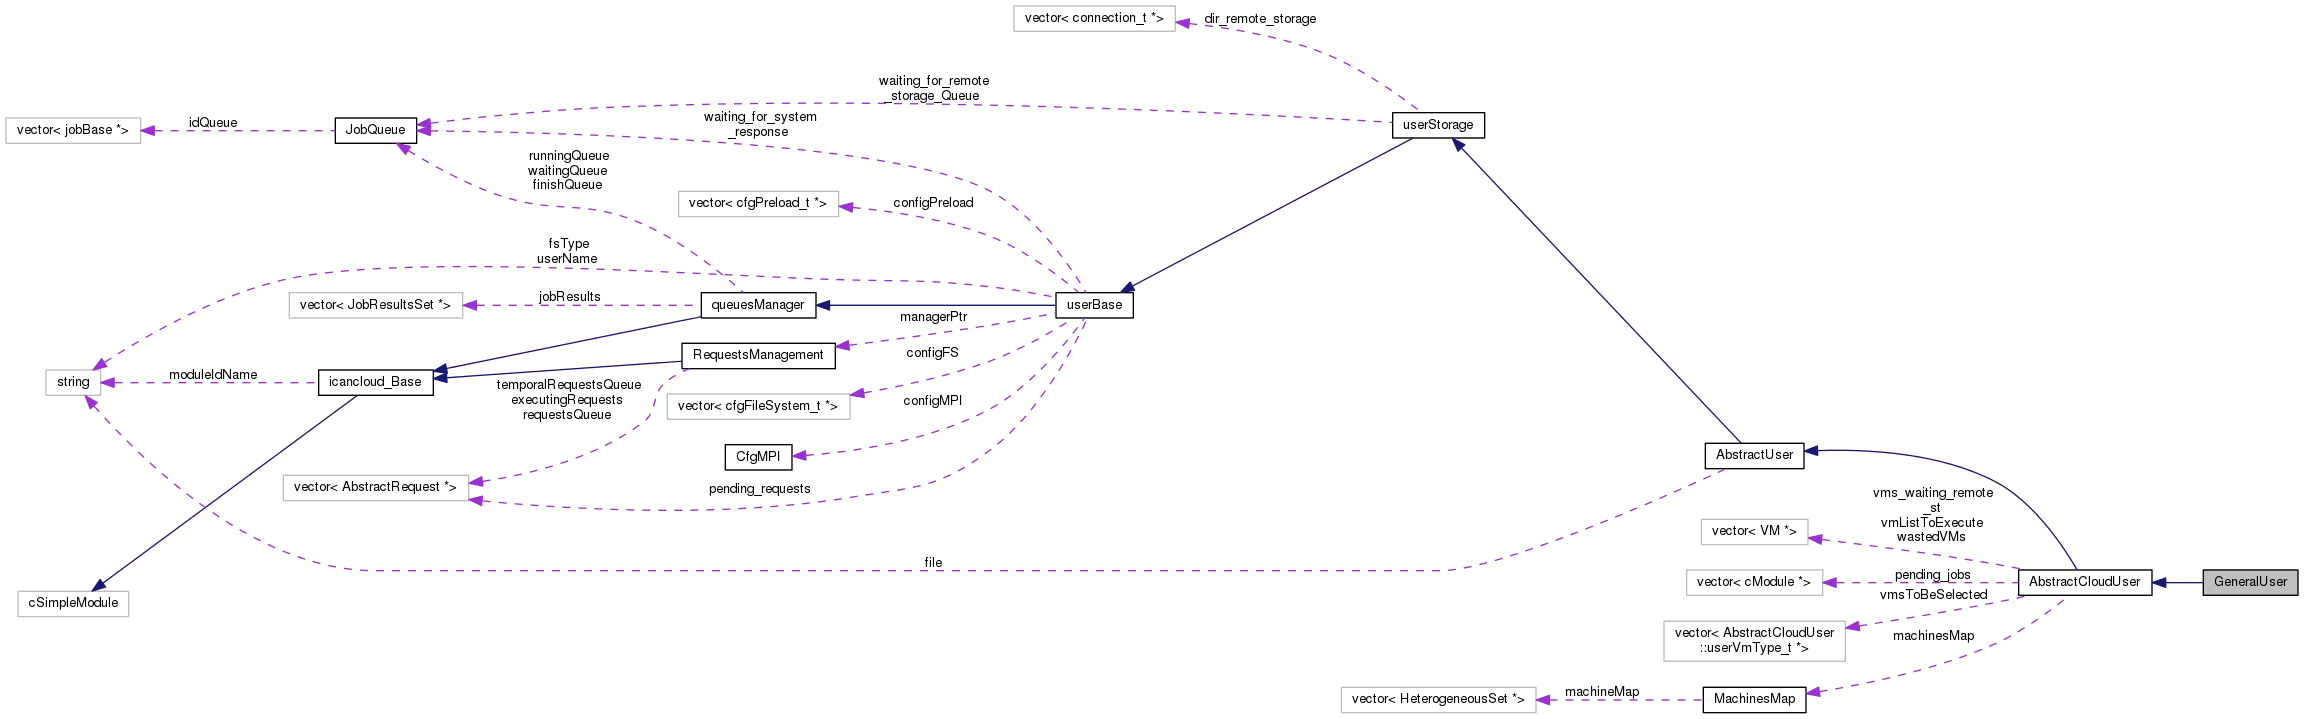 vector< connection_t *>
dir_remote_storage
waiting_for_remote
_storage_Queue
waiting_for_system
_response
userStorage
vector< jobBase *>
idQueue
JobQueue
runningQueue
waitingQueue
finishQueue
vector< cfgPreload_t *>
configPreload
fsType
userName
vector< JobResultsSet *>
jobResults
queuesManager
userBase
managerPtr
RequestsManagement
configFS
string
moduleIdName
icancloud_Base
temporalRequestsQueue
executingRequests
requestsQueue
vector< cfgFileSystem_t *>
configMPI
CfgMPI
AbstractUser
vector< AbstractRequest *>
pending_requests
vms_waiting_remote
_st
vmListToExecute
wastedVMs
vector< VM *>
file
vector< cModule *>
pending_jobs
AbstractCloudUser
GeneralUser
cSimpleModule
vmsToBeSelected
vector< AbstractCloudUser
::userVmType_t *>
machinesMap
vector< HeterogeneousSet *>
machineMap
MachinesMap